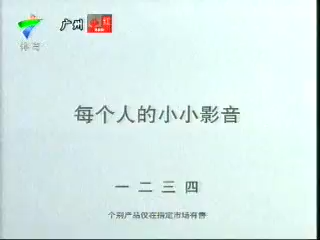 广州
体育
每个人的小小影音
一 二 三 四
个别产品仅在指定市场有售